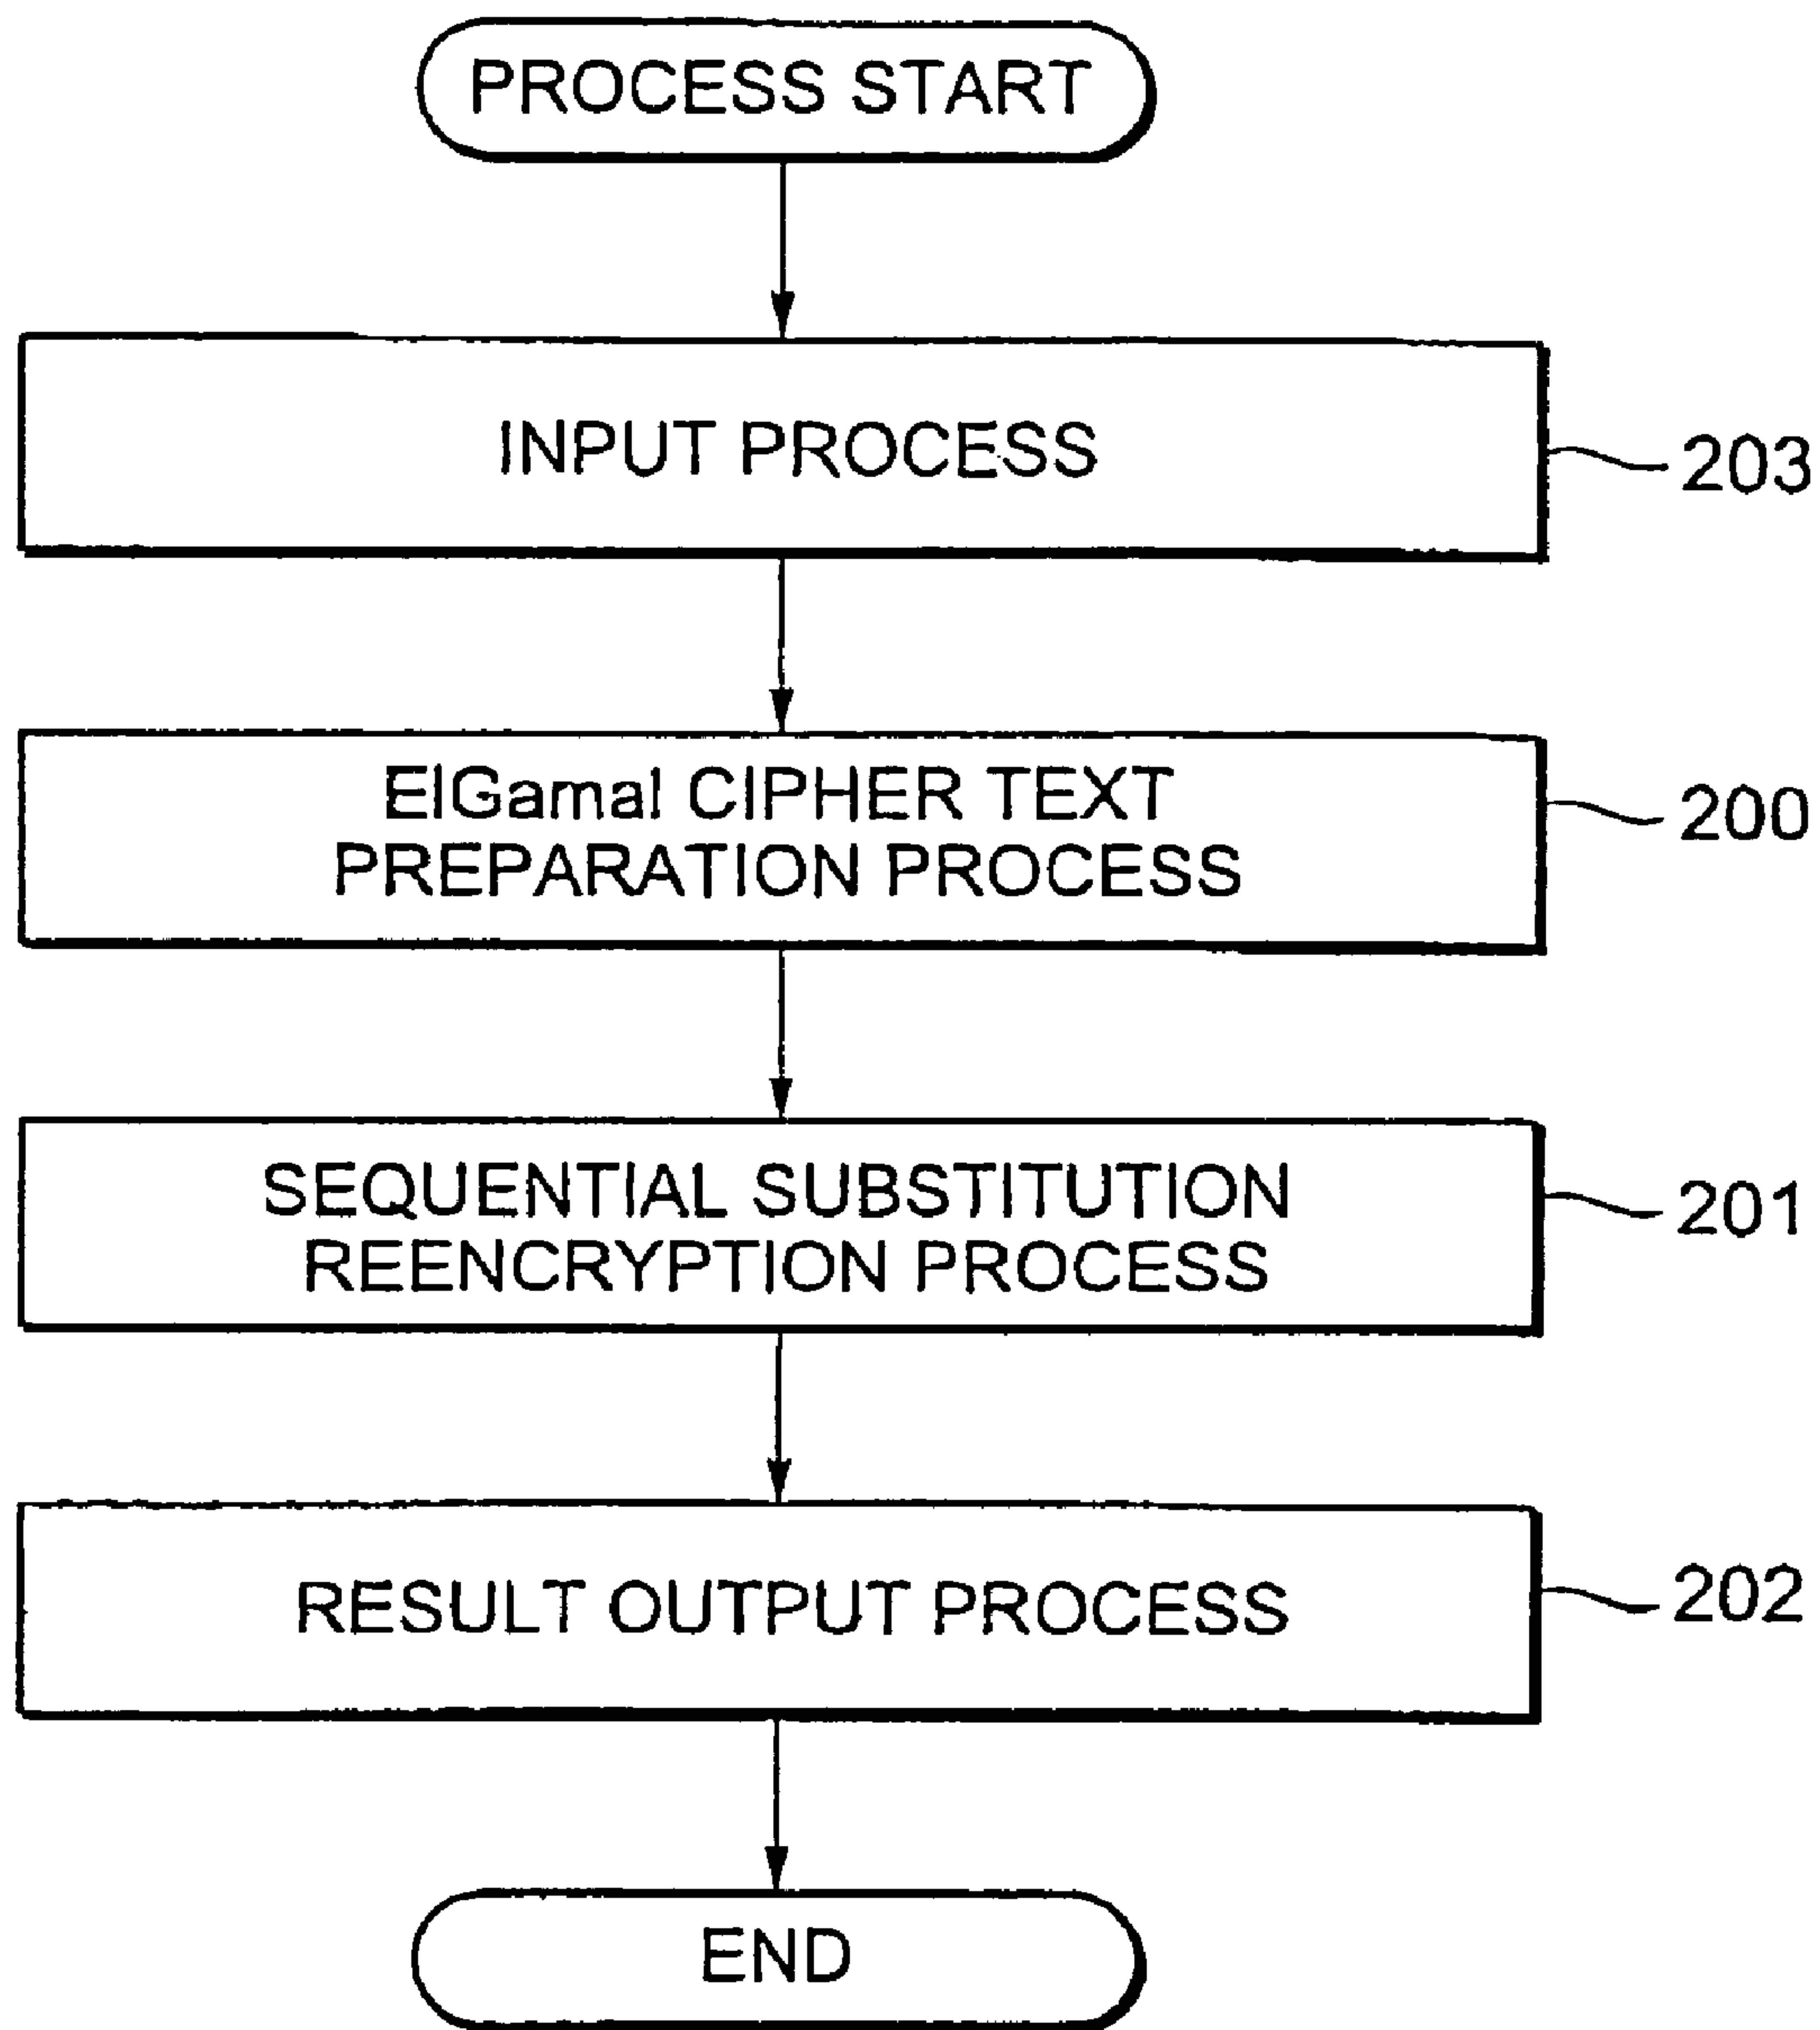 PROCESS START
INPUT PROCESS
203
ElGamal CIPHER TEXT
PREPARATION PROCESS
200
SEQUENTIAL SUBSTITUTION
REENCRYPTION PROCESS
201
RESULT OUTPUT PROCESS
202
END